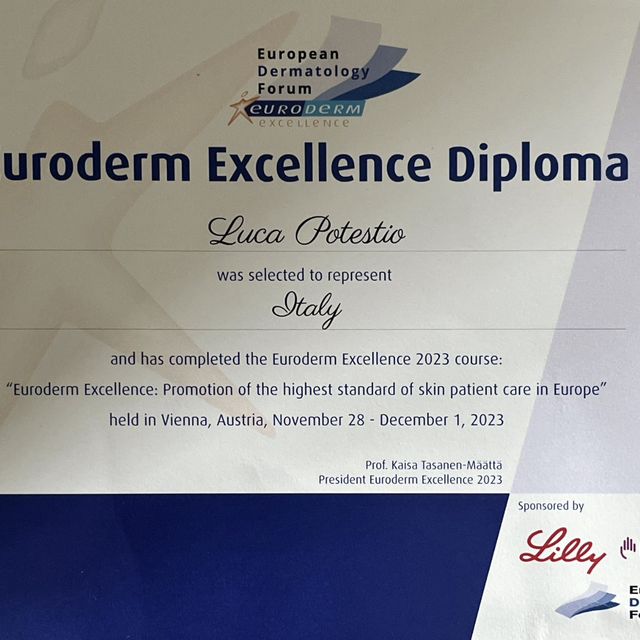 European
Dermatology
Forum
EURODERM
EXCELLENCE
uroderm Excellence Diploma
Luca Potestio
was selected to represent
Italy
and has completed the Euroderm Excellence 2023 course:
“Euroderm Excellence: Promotion of the highest standard of skin patient care in Europe”
held in Vienna, Austria, November 28 - December 1, 2023
Prof. Kaisa Tasanen-Määttä
President Euroderm Excellence 2023
Sponsored by
Lilly
E
D
F